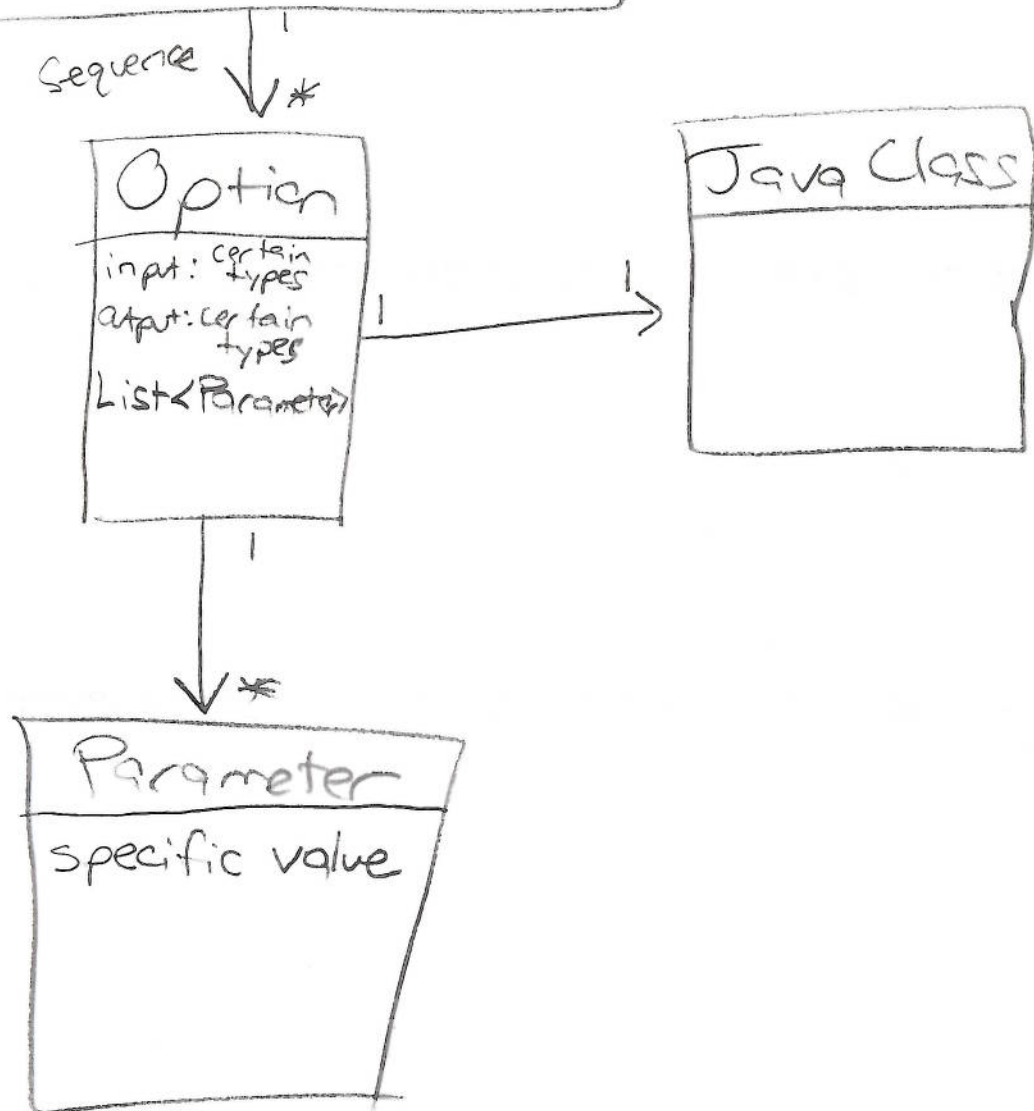 1
Sequence
*
Option
input: certain
types
output: certain
types
List<Parameter>
1
1
Java Class
1
*
Parameter
specific value